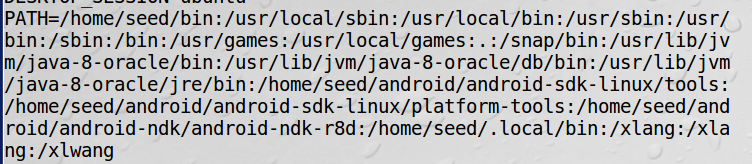 PATH=/home/seed/bin:/usr/local/sbin:/usr/local/bin:/usr/sbin:/usr/
bin:/sbin:/bin:/usr/games:/usr/local/games:.:/snap/bin:/usr/lib/jv
m/java-8-oracle/bin:/usr/lib/jvm/java-8-oracle/db/bin:/usr/lib/jvm
/java-8-oracle/jre/bin:/home/seed/android/android-sdk-linux/tools:
/home/seed/android/android-sdk-linux/platform-tools:/home/seed/and
roid/android-ndk/android-ndk-r8d:/home/seed/.local/bin:/xlang:/xla
ng:/xlwang